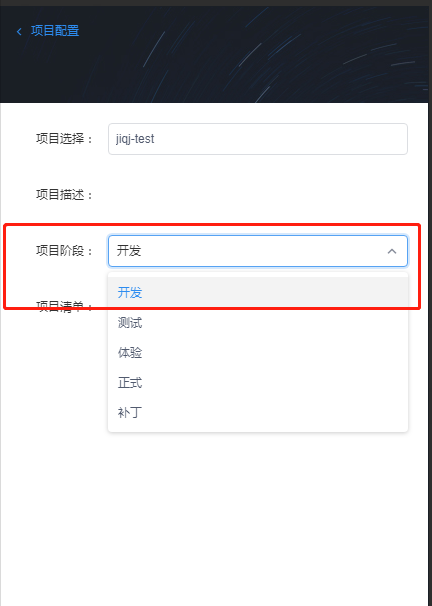 项目配置
项目选择： jiqj-test
项目描述：
项目阶段： 开发
开发
项目清单：
测试
体验
正式
补丁